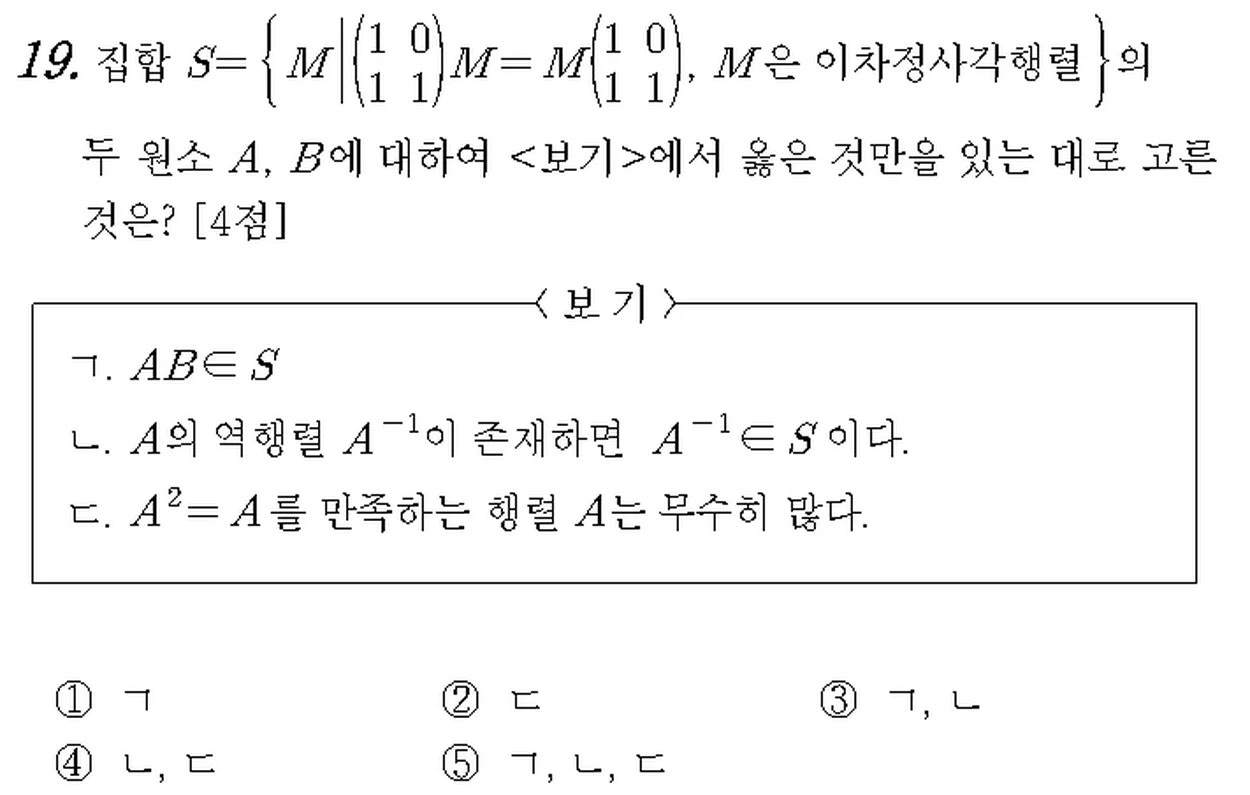 19. 집합 S={M|(1 0 1 1)M=M(1 0 1 1), M은 이차정사각행렬}의
두 원소 A, B에 대하여 <보기>에서 옳은 것만을 있는 대로 고른
것은? [4점]
〈보기〉
ㄱ. AB∈S
ㄴ. A의 역행렬 A⁻¹이 존재하면 A⁻¹∈S이다.
ㄷ. A²=A를 만족하는 행렬 A는 무수히 많다.
① ㄱ ② ㄷ ③ ㄱ, ㄴ
④ ㄴ, ㄷ ⑤ ㄱ, ㄴ, ㄷ